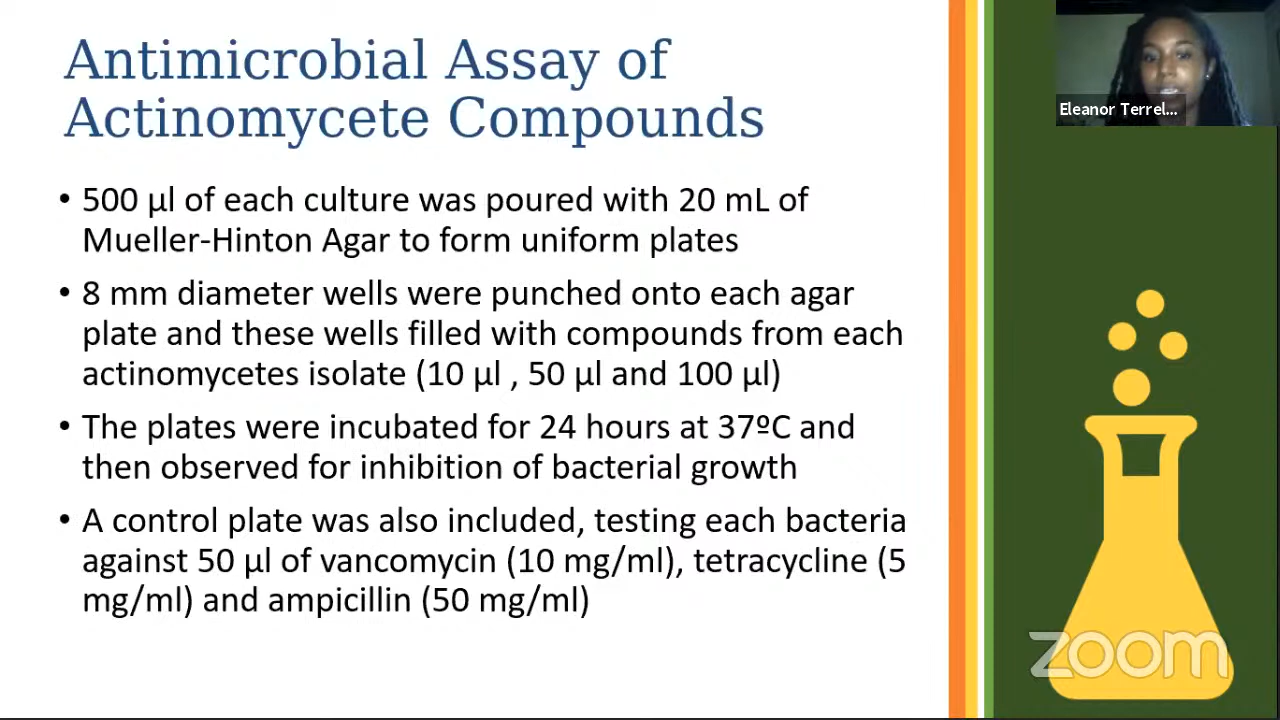 Antimicrobial Assay of
Actinomycete Compounds
• 500 µl of each culture was poured with 20 mL of
Mueller-Hinton Agar to form uniform plates
• 8 mm diameter wells were punched onto each agar
plate and these wells filled with compounds from each
actinomycetes isolate (10 µl , 50 µl and 100 µl)
• The plates were incubated for 24 hours at 37ºC and
then observed for inhibition of bacterial growth
• A control plate was also included, testing each bacteria
against 50 µl of vancomycin (10 mg/ml), tetracycline (5
mg/ml) and ampicillin (50 mg/ml)
Eleanor Terrel...
zoom